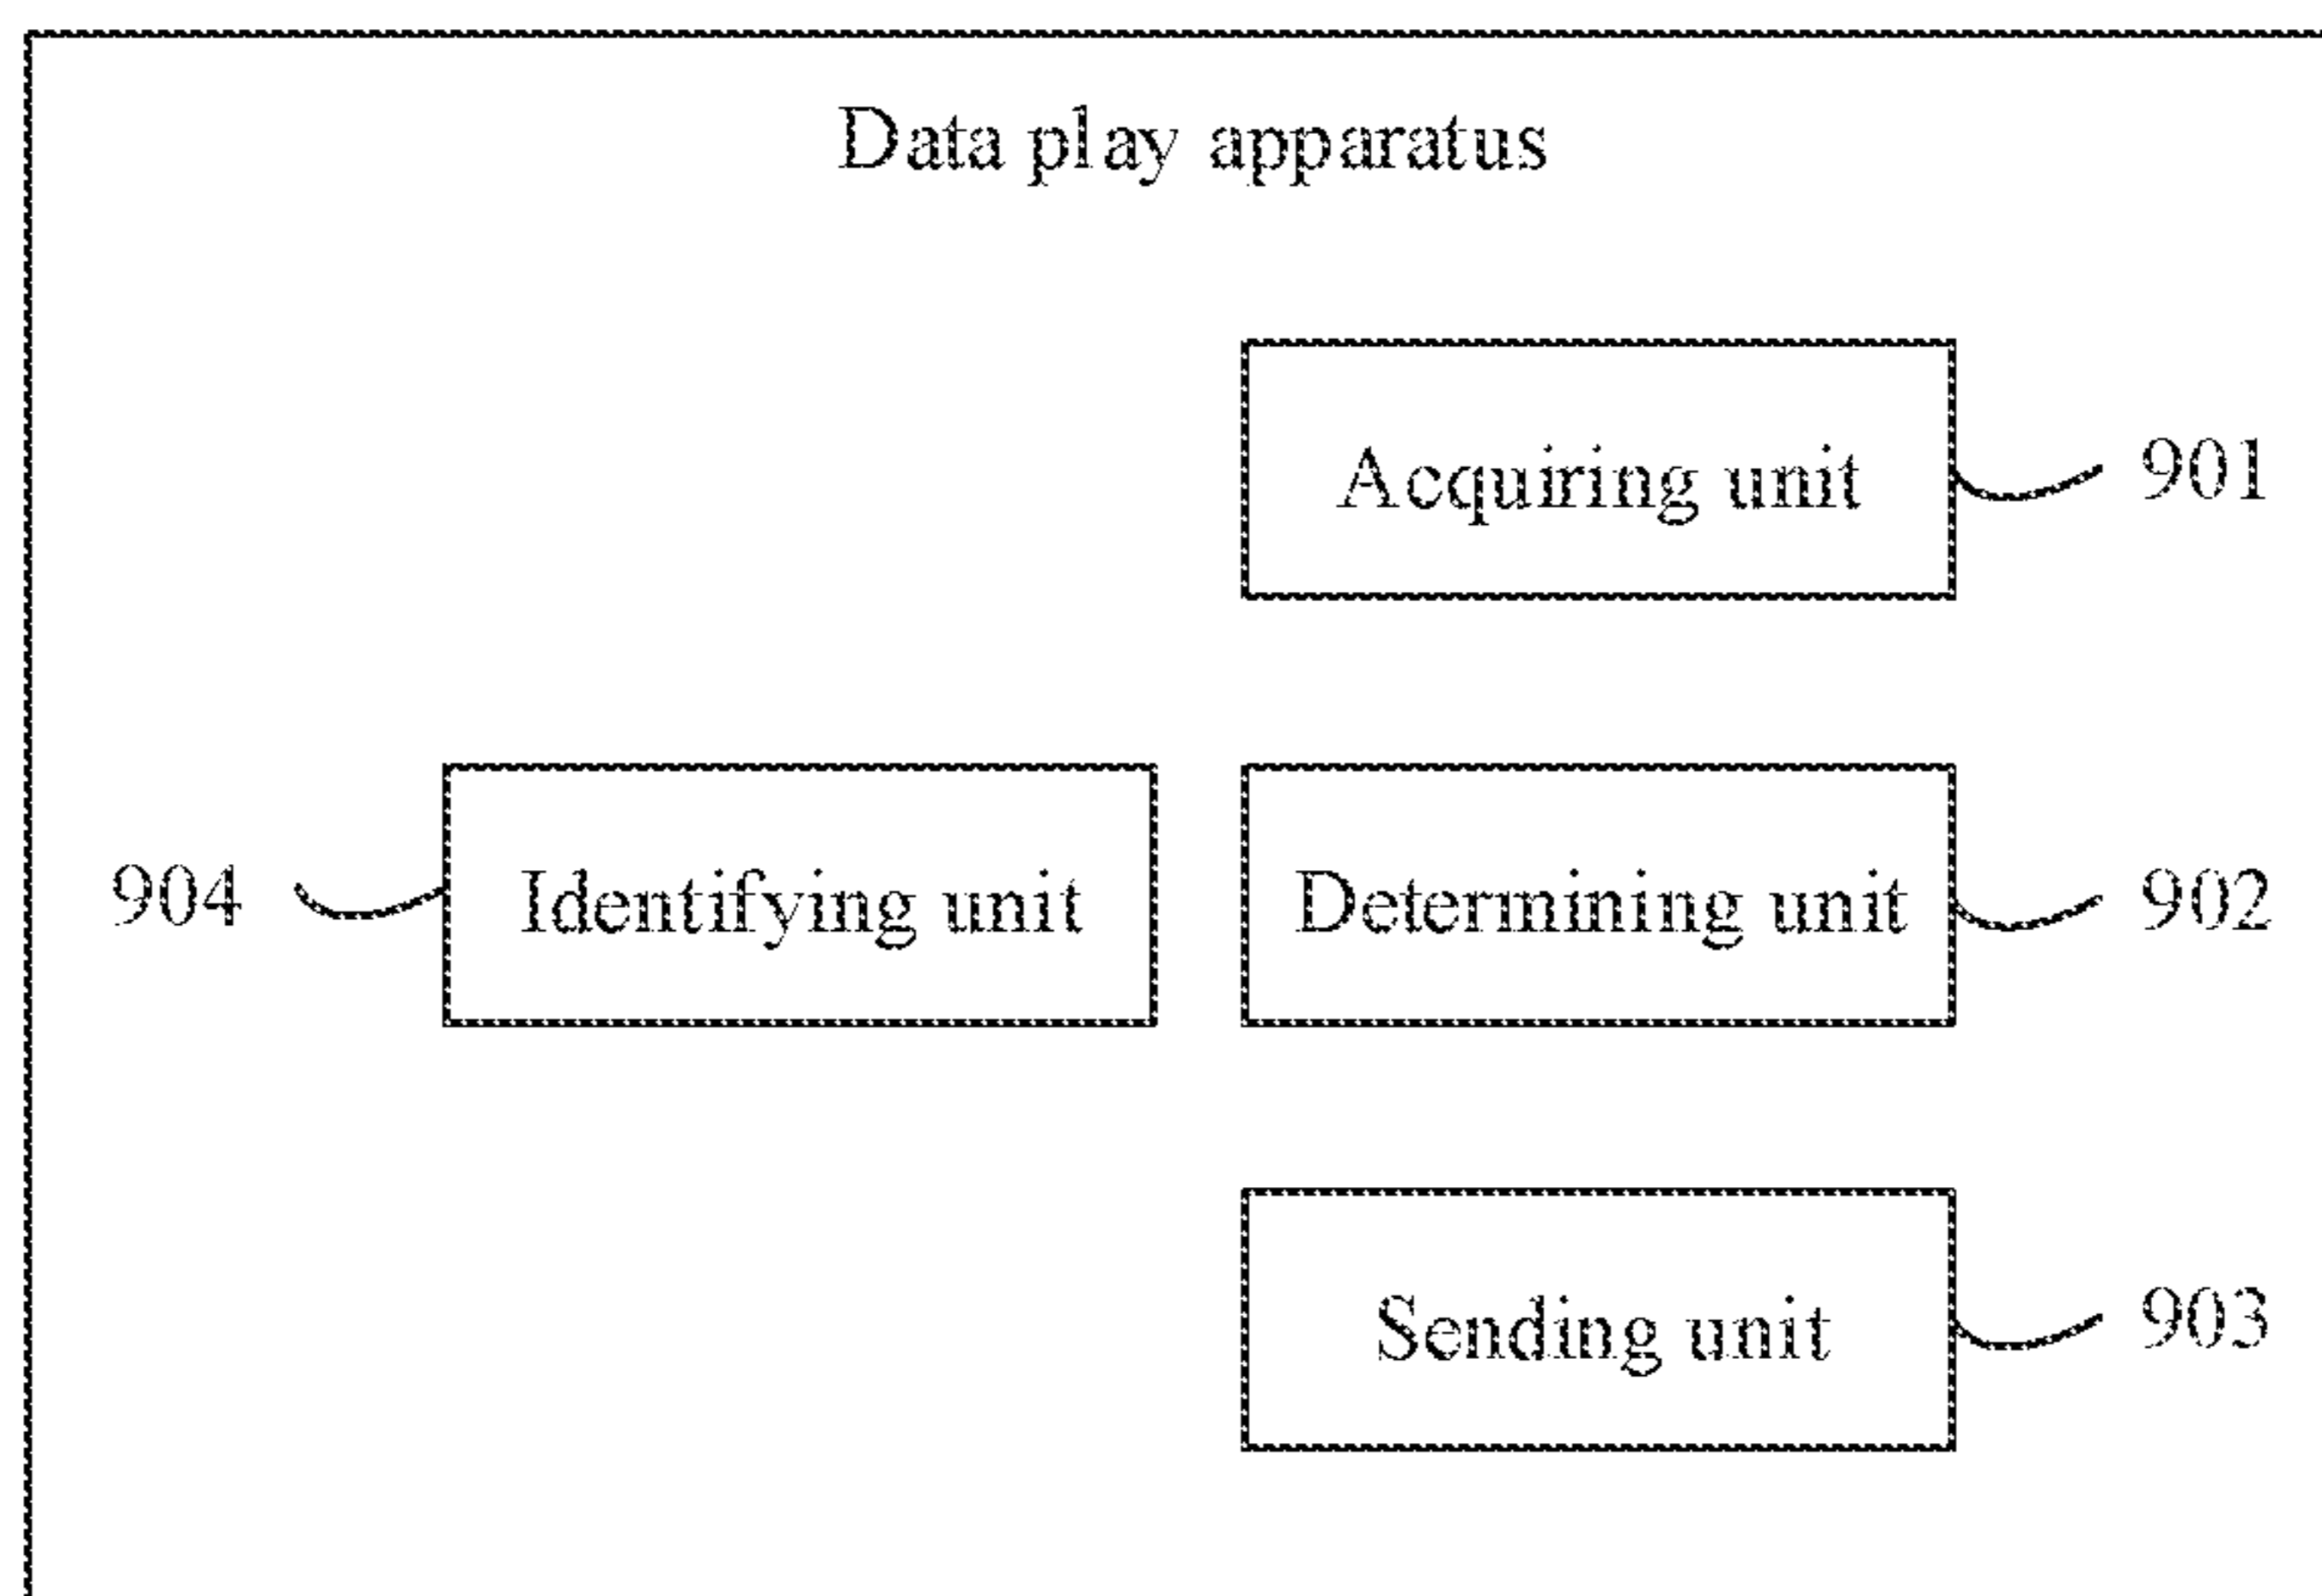 Data play apparatus
Acquiring unit 901
904 Identifying unit Determining unit 902
Sending unit 903